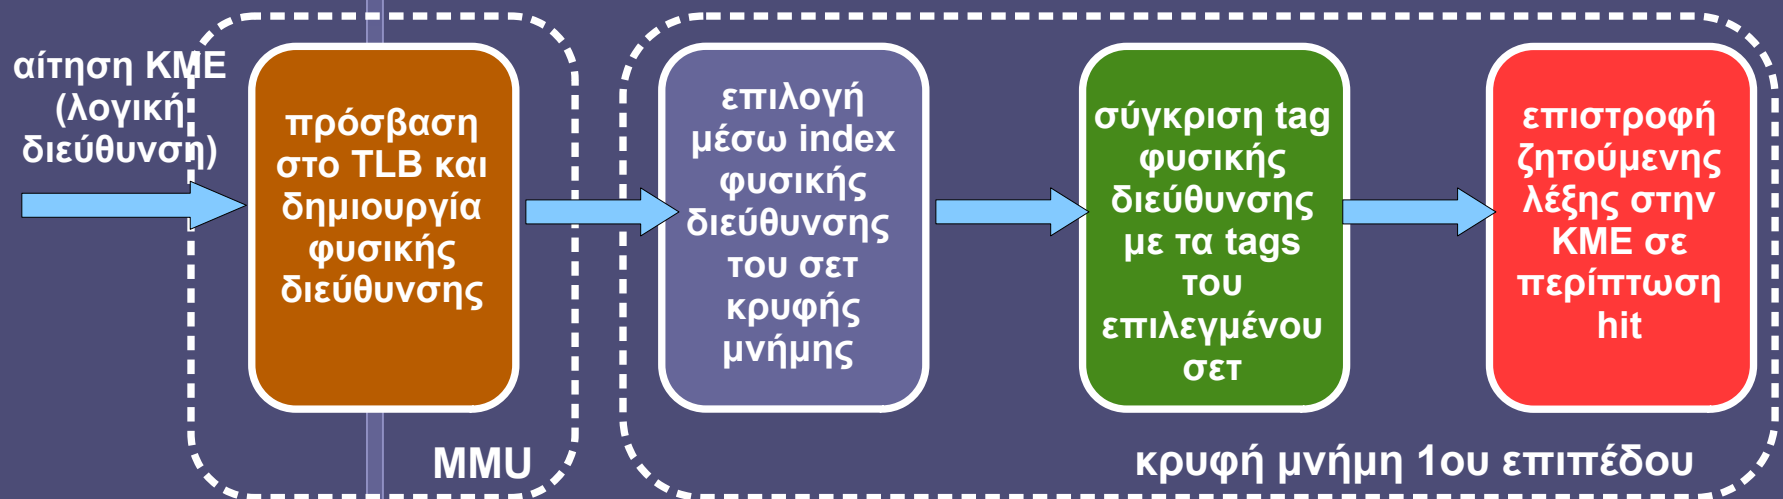 αίτηση ΚΜΕ
(λογική
διεύθυνση)
πρόσβαση
στο TLB και
δημιουργία
φυσικής
διεύθυνσης
MMU
επιλογή
μέσω index
φυσικής
διεύθυνσης
του σετ
κρυφής
μνήμης
σύγκριση tag
φυσικής
διεύθυνσης
με τα tags
του
επιλεγμένου
σετ
επιστροφή
ζητούμενης
λέξης στην
ΚΜΕ σε
περίπτωση
hit
κρυφή μνήμη 1ου επιπέδου